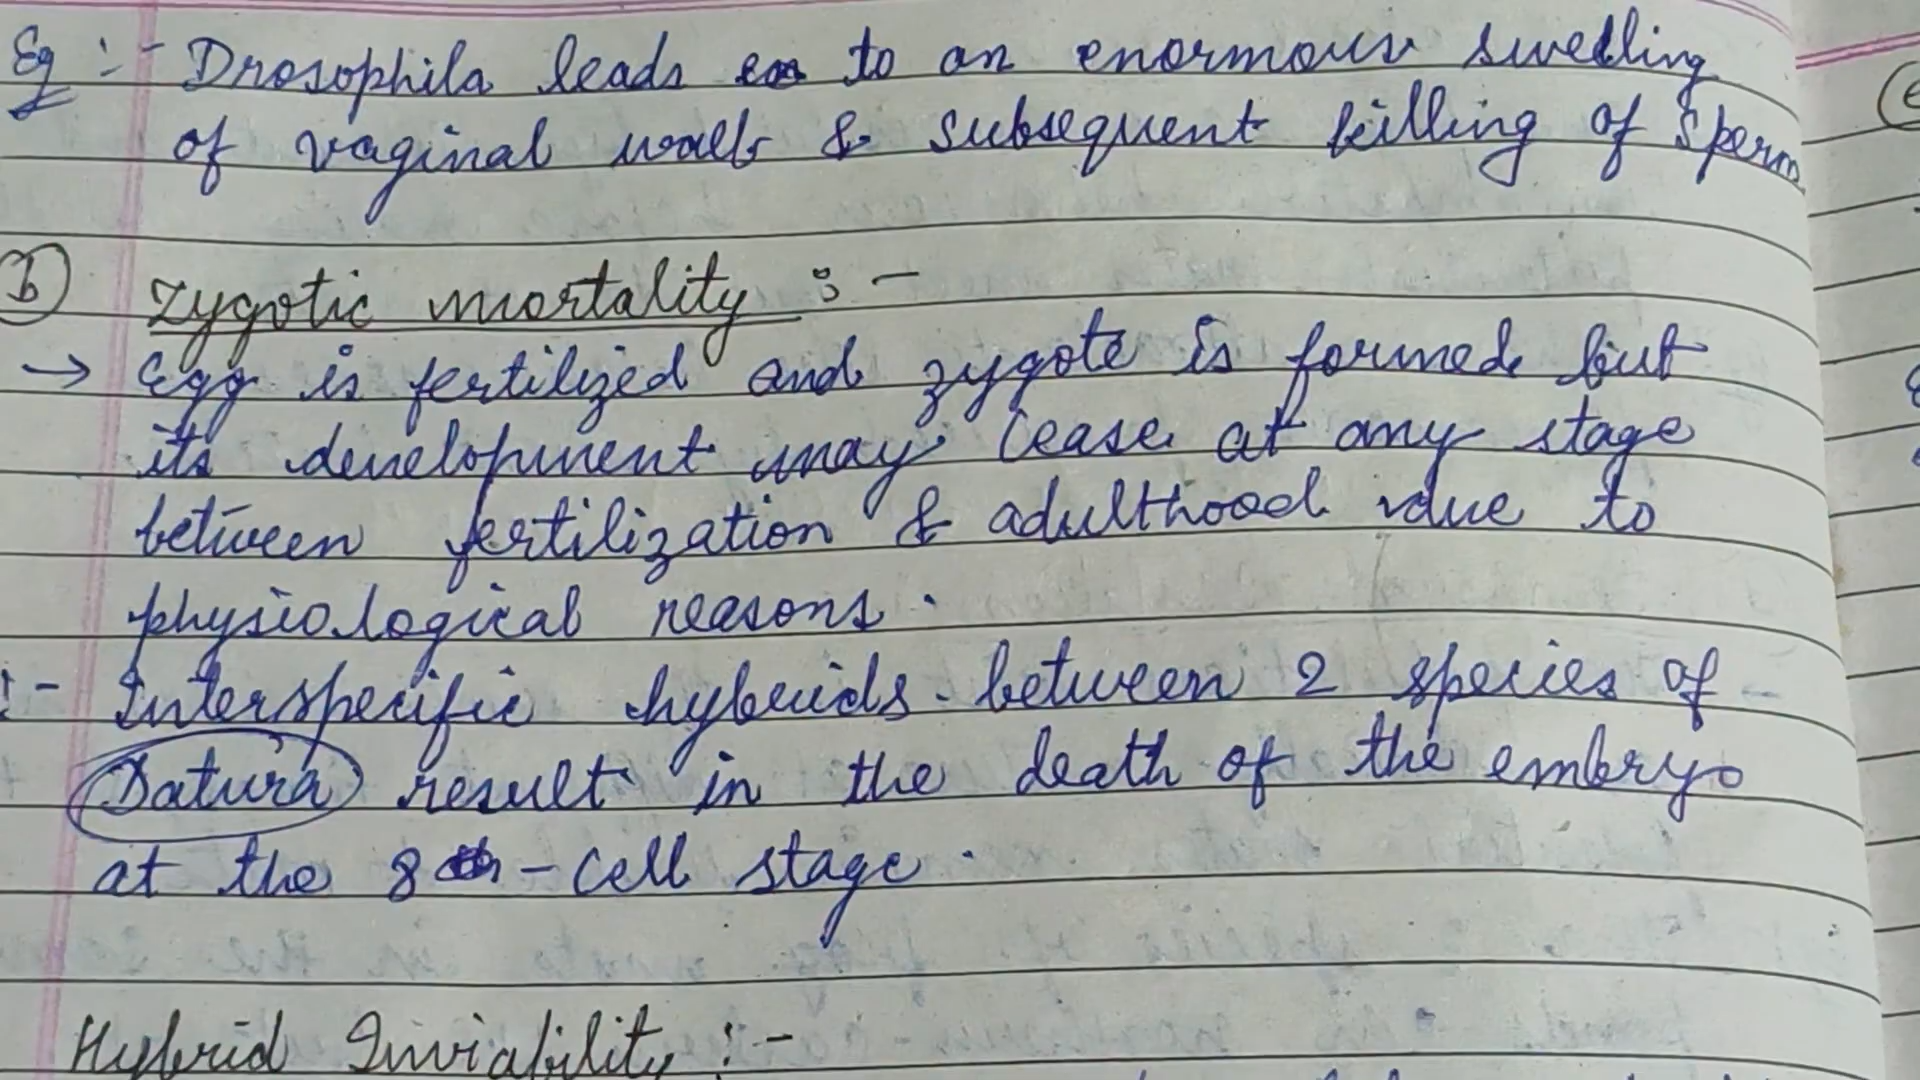 Eg :- Drosophila leads to an enormous swelling
of vaginal walls & subsequent killing of sperm
b) Zygotic mortality :-
→ Egg is fertilized and zygote is formed but
its development may cease at any stage
between fertilization & adulthood due to
physiological reasons.
:- Interspecific hybrids between 2 species of
Datura result in the death of the embryo
at the 8 - cell stage.
Hybrid Inviability :-